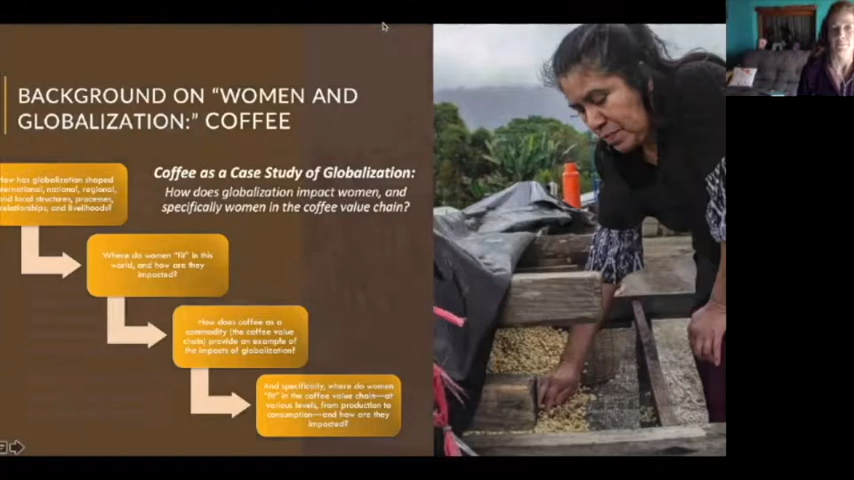 BACKGROUND ON “WOMEN AND
GLOBALIZATION:” COFFEE
Coffee as a Case Study of Globalization:
How does globalization impact women, and
specifically women in the coffee value chain?
How has globalization shaped
international, national, regional,
and local structures, processes,
relationships, and livelihoods?
Where do women “fit” in this
world, and how are they
impacted?
How does coffee as a
commodity (the coffee value
chain) provide an example of
the impacts of globalization?
And specifically, where do women
“fit” in the coffee value chain—at
various levels, from production to
consumption—and how are they
impacted?